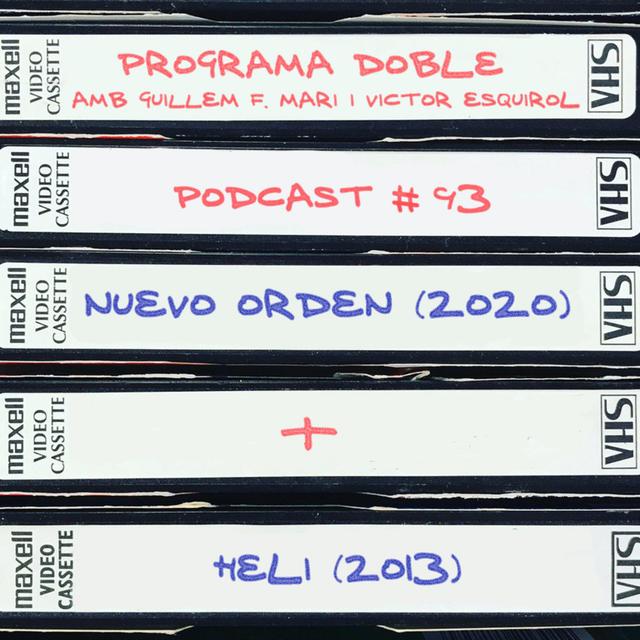 maxell
VIDEO
CASSETTE
PROGRAMA DOBLE
AMB GUILLEM F. MARI I VICTOR ESQUIROL
VHS
maxell
VIDEO
CASSETTE
PODCAST # 93
VHS
maxell
VIDEO
CASSETTE
NUEVO ORDEN (2020)
VHS
maxell
VIDEO
CASSETTE
+
VHS
maxell
VIDEO
CASSETTE
HELI (2013)
VHS